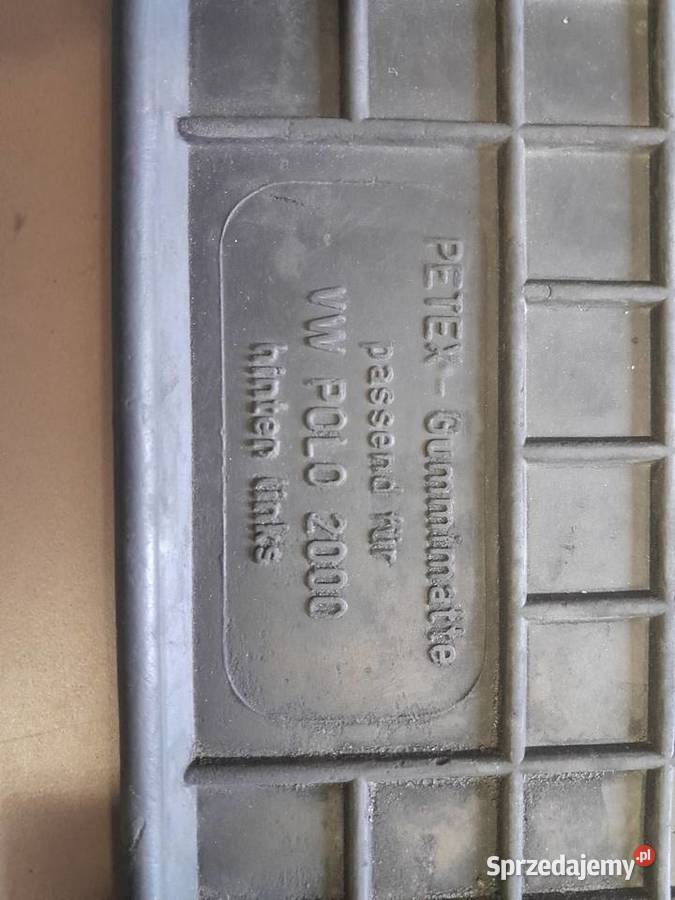 PETEX - Gummimatte
passend für
VW POLO 2000
hinten links
Sprzedajemy.pl